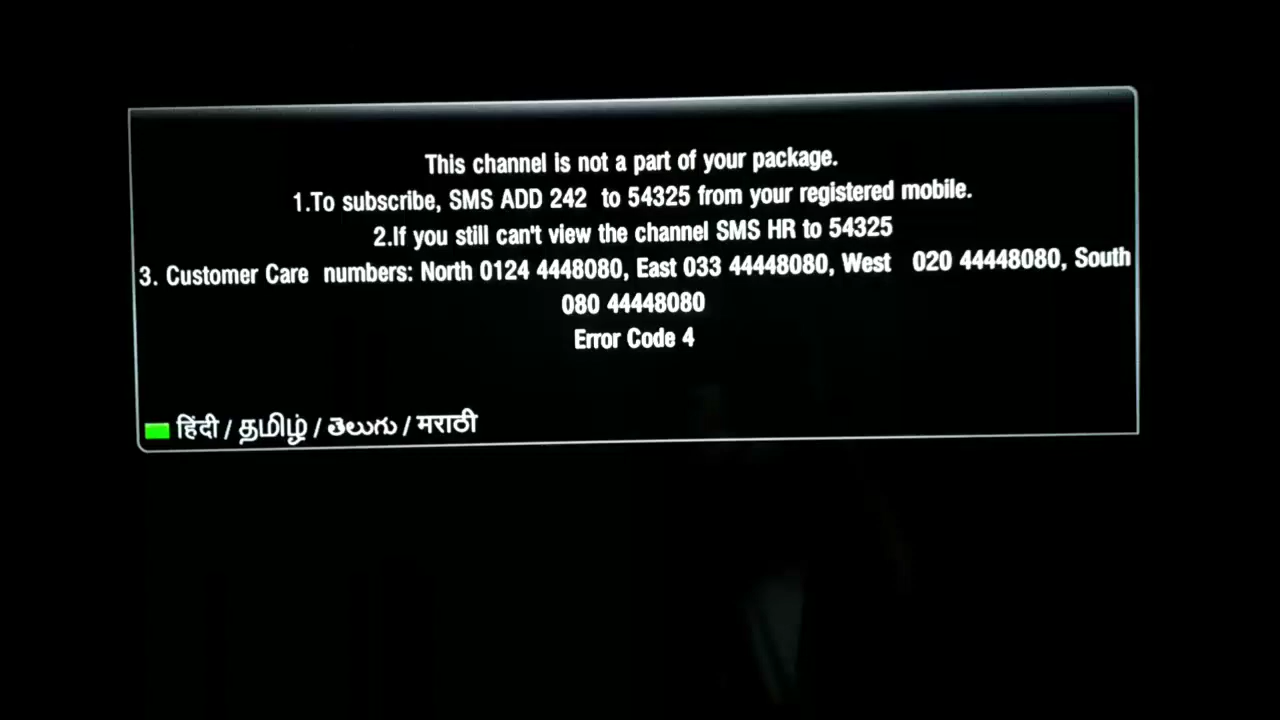 This channel is not a part of your package.
1.To subscribe, SMS ADD 242 to 54325 from your registered mobile.
2.If you still can't view the channel SMS HR to 54325
3. Customer Care numbers: North 0124 4448080, East 033 44448080, West 020 44448080, South
080 44448080
Error Code 4
हिंदी / தமிழ் / తెలుగు / मराठी